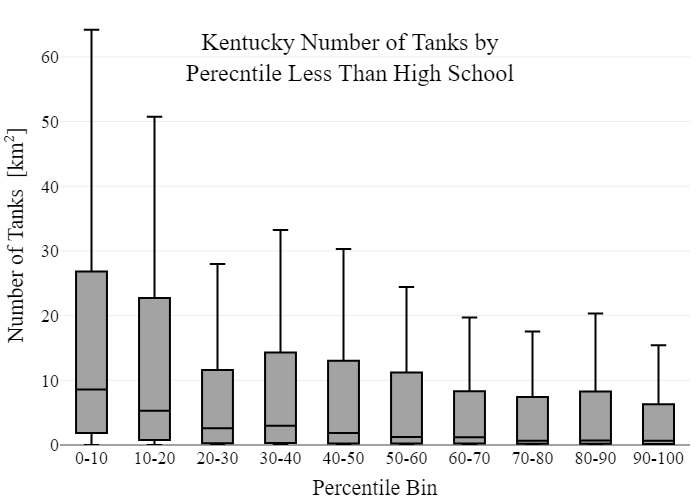 Kentucky Number of Tanks by
Perecntile Less Than High School
Number of Tanks [km²]
60
50
40
30
20
10
0
0-10 10-20 20-30 30-40 40-50 50-60 60-70 70-80 80-90 90-100
Percentile Bin